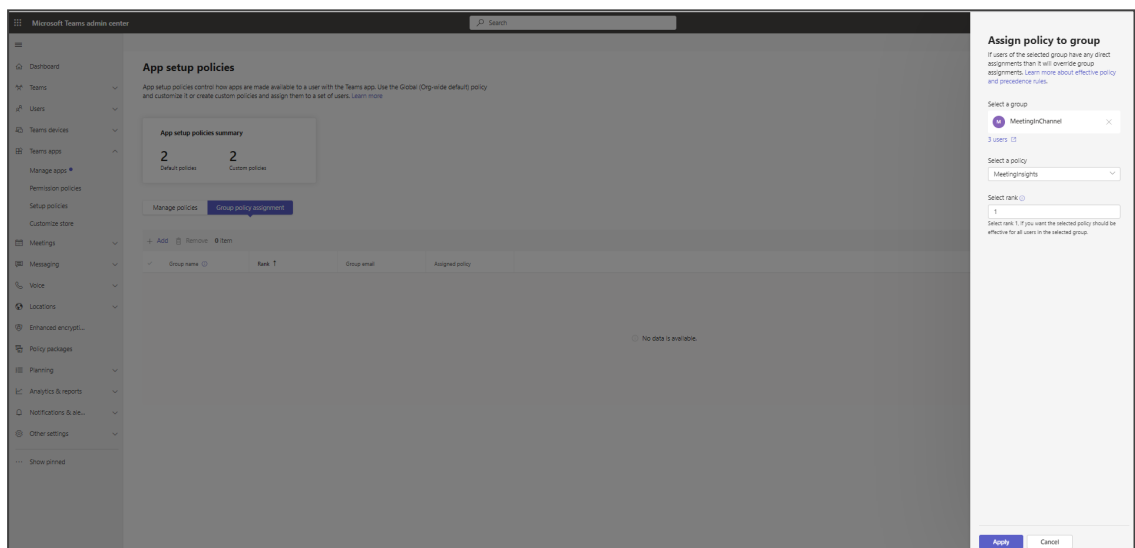 Microsoft Teams admin center
Search
Dashboard
Teams
Users
Teams devices
Teams apps
Manage apps
Permission policies
Setup policies
Customize store
Meetings
Messaging
Voice
Locations
Enhanced encrypti...
Policy packages
Planning
Analytics & reports
Notifications & ale...
Other settings
Show pinned
App setup policies
App setup policies control how apps are made available to a user with the Teams app. Use the Global (Org-wide default) policy
and customize it or create custom policies and assign them to a set of users. Learn more
App setup policies summary
2 2
Default policies Custom policies
Manage policies Group policy assignment
+ Add Remove 0 item
Group name Rank ↑ Group email Assigned policy
No data is available.
Assign policy to group
If users of the selected group have any direct
assignments than it will override group
assignments. Learn more about effective policy
and precedence rules.
Select a group
M MeetingInChannel
3 users
Select a policy
MeetingInsights
Select rank
1
Select rank 1, if you want the selected policy should be
effective for all users in the selected group.
Apply Cancel